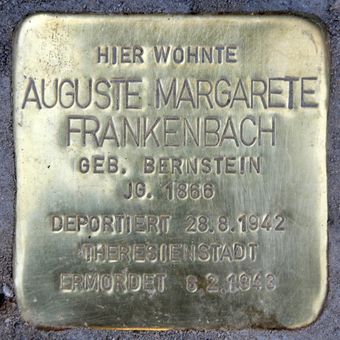 HIER WOHNTE
AUGUSTE MARGARETE
FRANKENBACH
GEB. BERNSTEIN
JG. 1866
DEPORTIERT 28.8.1942
THERESIENSTADT
ERMORDET 6.2.1943